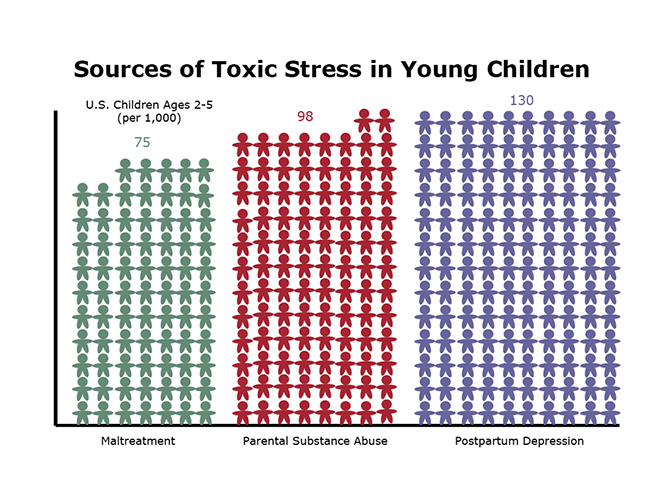 Sources of Toxic Stress in Young Children
U.S. Children Ages 2-5
(per 1,000)
75
98
130
Maltreatment
Parental Substance Abuse
Postpartum Depression